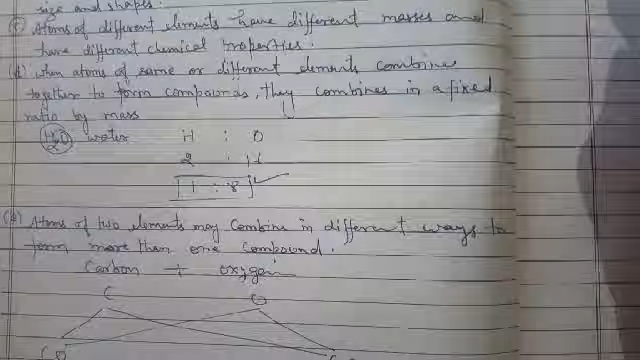 size and shapes.
(c) Atoms of different elements have different masses and
have different chemical properties.
(d) when atoms of same or different elements combine
together to form compounds, they combines in a fixed
ratio by mass
H2O water H : O
2 :
1 : 8
(e) Atoms of two elements may combine in different ways to
form more than one compound.
Carbon + oxygen
C O
CO